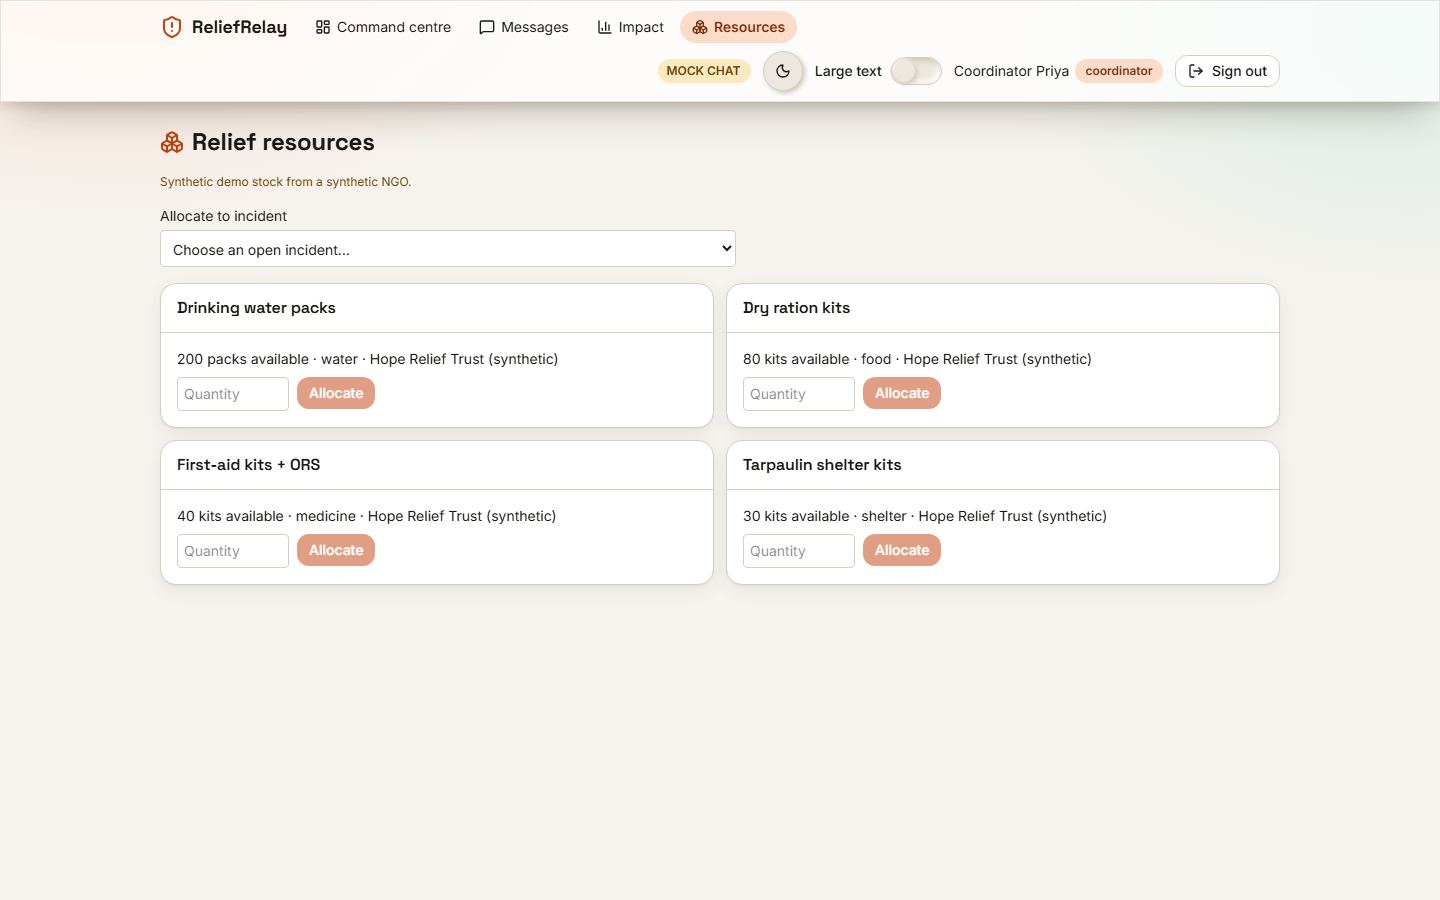 ReliefRelay Command centre Messages Impact Resources
MOCK CHAT Large text Coordinator Priya coordinator Sign out
Relief resources
Synthetic demo stock from a synthetic NGO.
Allocate to incident
Choose an open incident...
Drinking water packs
200 packs available · water · Hope Relief Trust (synthetic)
Quantity Allocate
Dry ration kits
80 kits available · food · Hope Relief Trust (synthetic)
Quantity Allocate
First-aid kits + ORS
40 kits available · medicine · Hope Relief Trust (synthetic)
Quantity Allocate
Tarpaulin shelter kits
30 kits available · shelter · Hope Relief Trust (synthetic)
Quantity Allocate